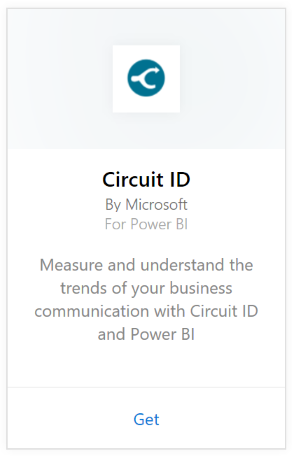 Circuit ID
By Microsoft
For Power BI
Measure and understand the
trends of your business
communication with Circuit ID
and Power BI
Get